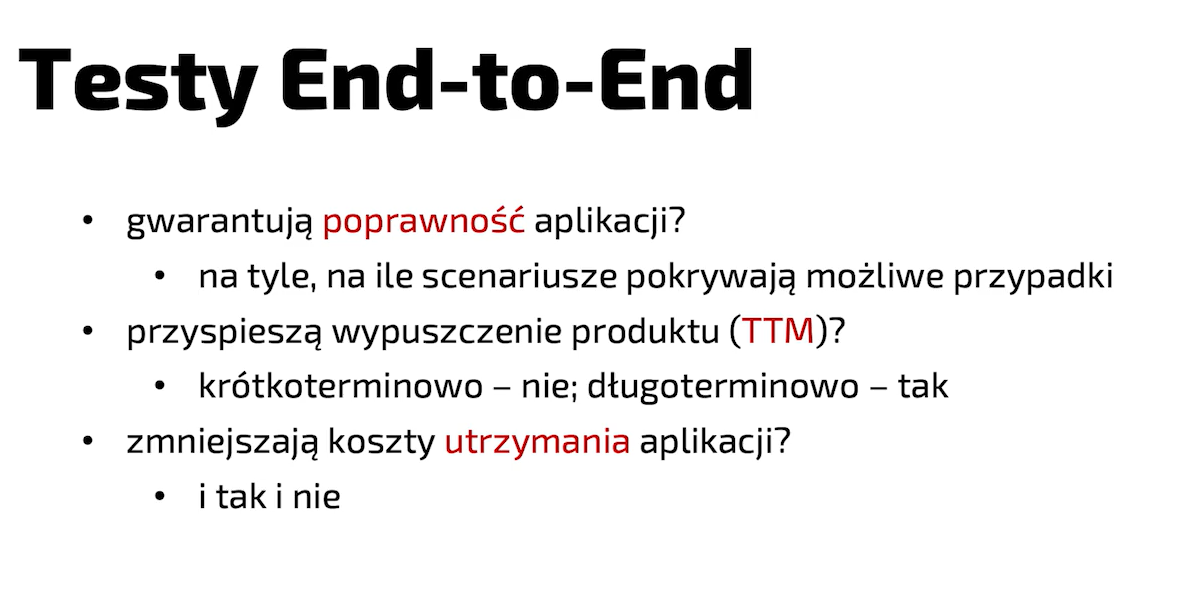 Testy End-to-End
• gwarantują poprawność aplikacji?
• na tyle, na ile scenariusze pokrywają możliwe przypadki
• przyspieszą wypuszczenie produktu (TTM)?
• krótkoterminowo – nie; długoterminowo – tak
• zmniejszają koszty utrzymania aplikacji?
• i tak i nie